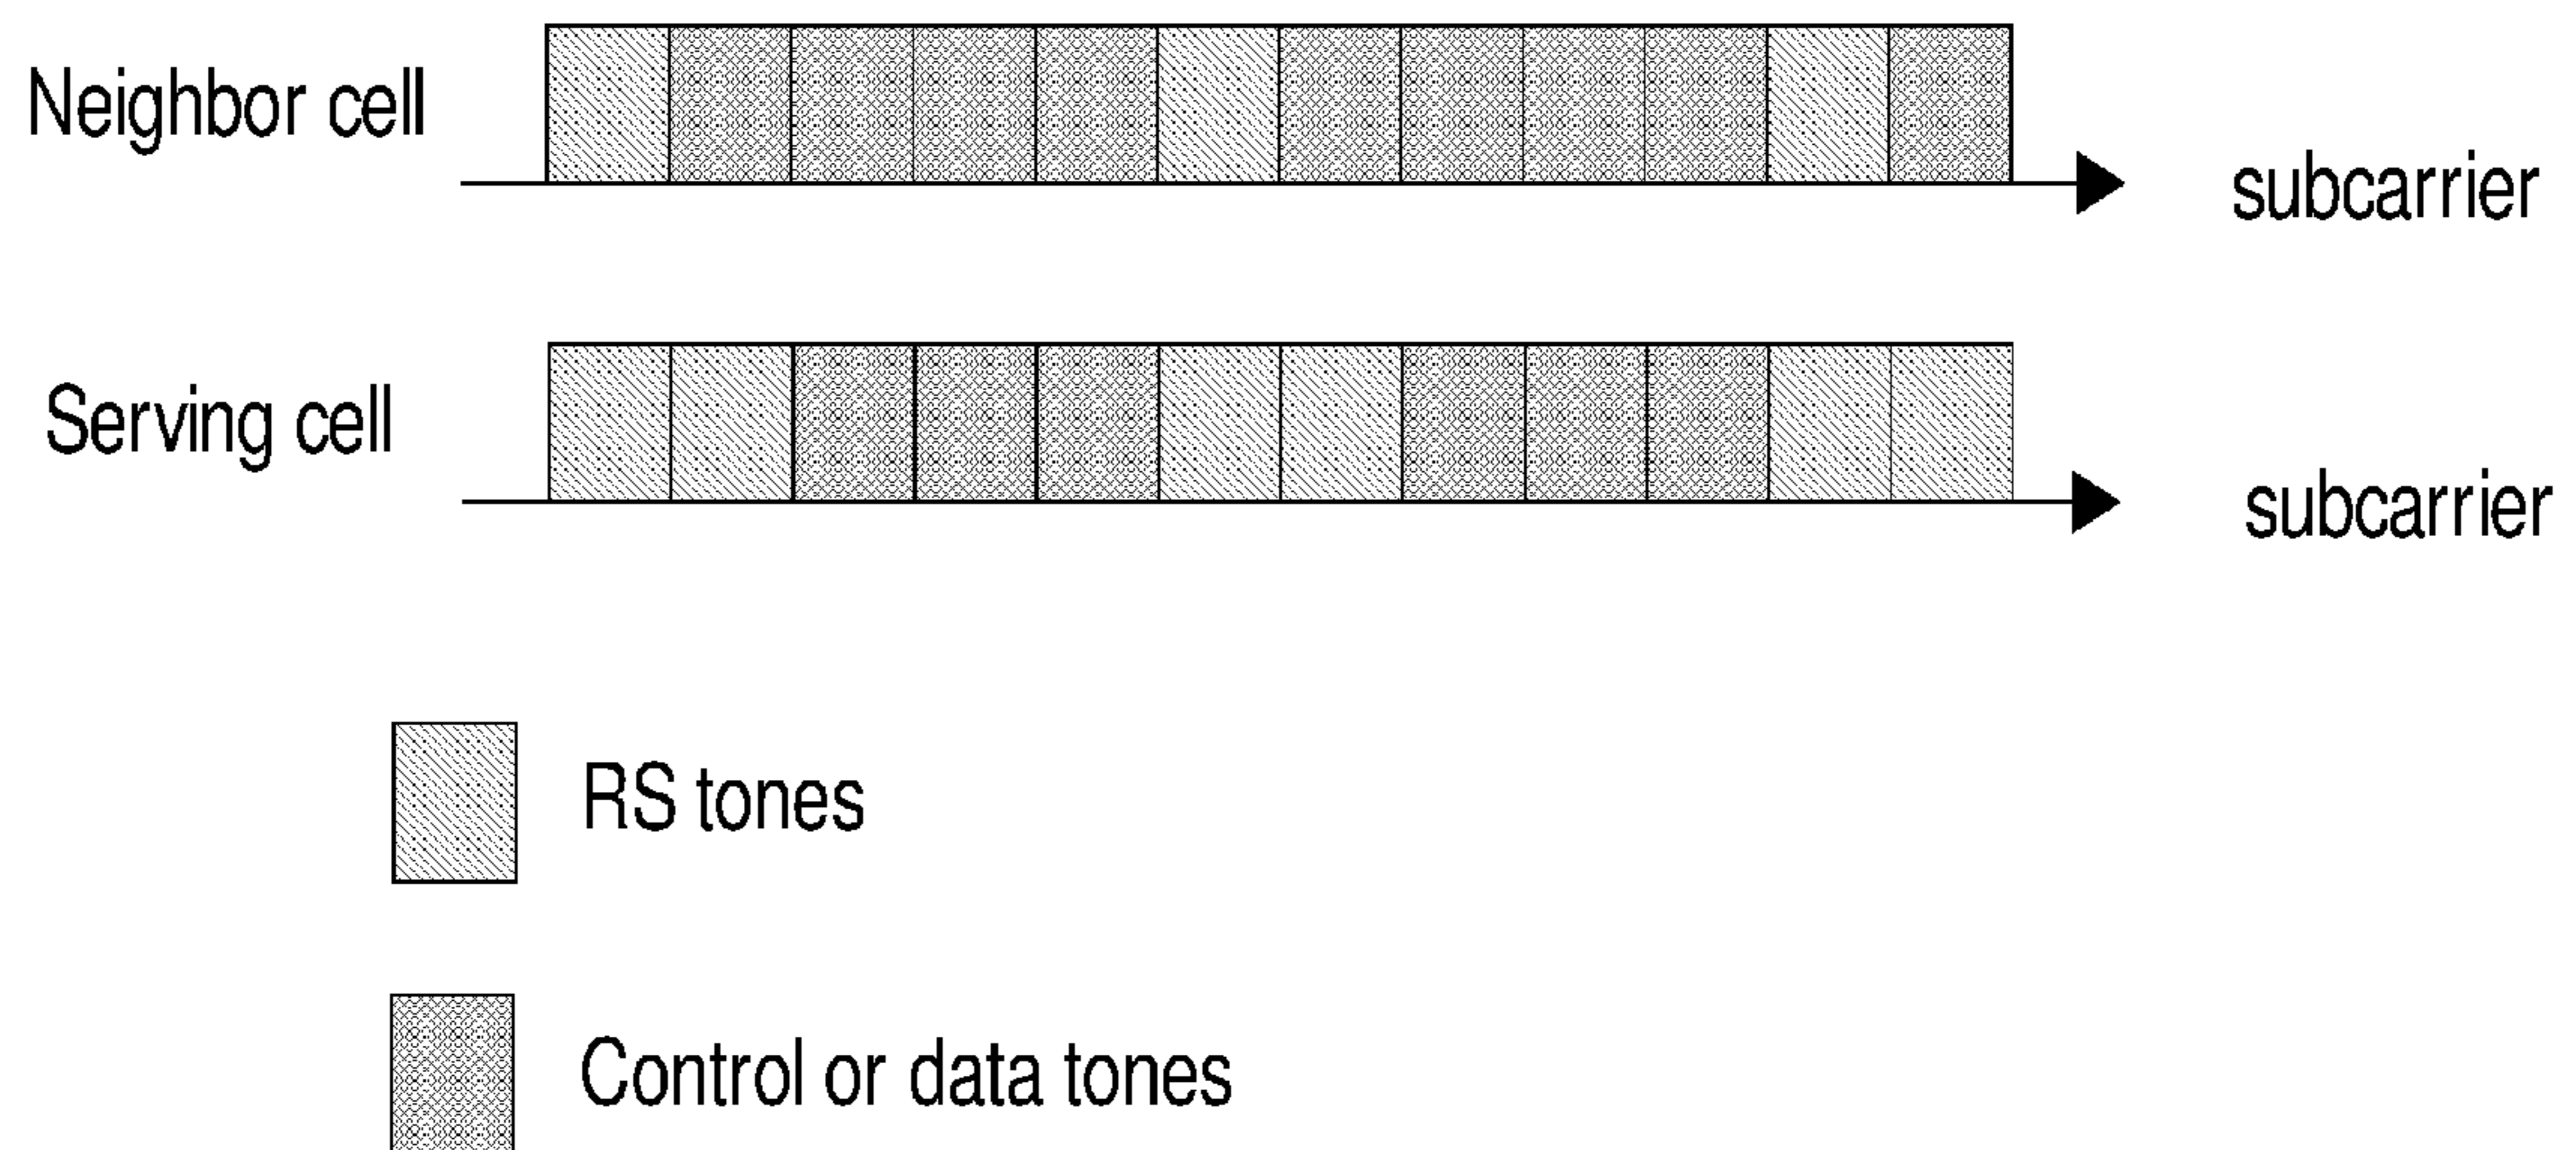 Neighbor cell
subcarrier
Serving cell
subcarrier
RS tones
Control or data tones